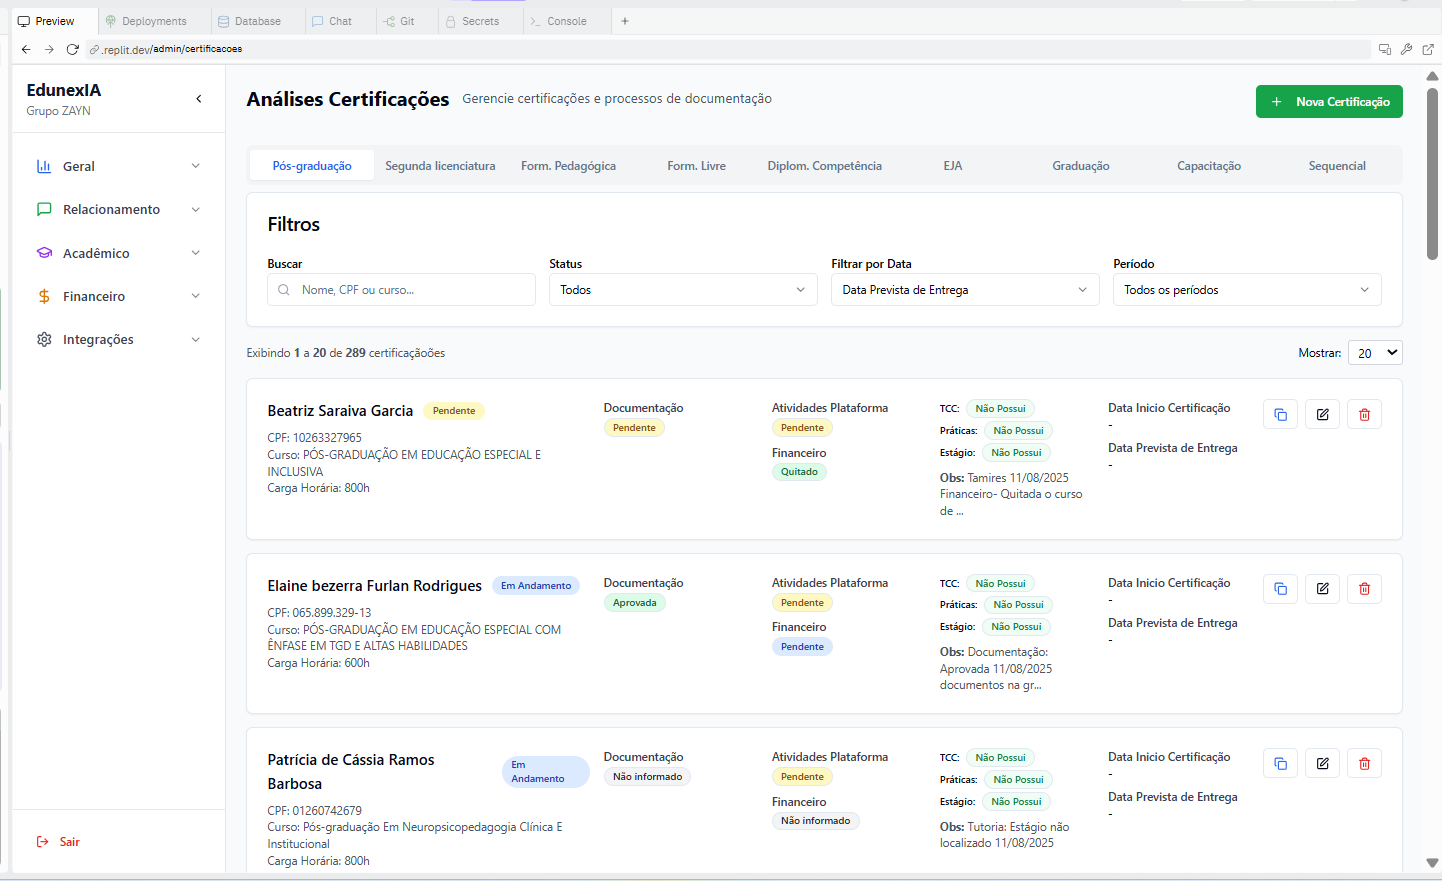 Preview
Deployments
Database
Chat
Git
Secrets
Console
.replit.dev/admin/certificacoes
EdunexIA
Grupo ZAYN
Geral
Relacionamento
Acadêmico
Financeiro
Integrações
Sair
Análises Certificações
Gerencie certificações e processos de documentação
Nova Certificação
Pós-graduação
Segunda licenciatura
Form. Pedagógica
Form. Livre
Diplom. Competência
EJA
Graduação
Capacitação
Sequencial
Filtros
Buscar
Nome, CPF ou curso...
Status
Todos
Filtrar por Data
Data Prevista de Entrega
Período
Todos os períodos
Exibindo 1 a 20 de 289 certificaçãoões
Mostrar:
20
Beatriz Saraiva Garcia
Pendente
CPF: 10263327965
Curso: PÓS-GRADUAÇÃO EM EDUCAÇÃO ESPECIAL E
INCLUSIVA
Carga Horária: 800h
Documentação
Pendente
Atividades Plataforma
Pendente
Financeiro
Quitado
TCC: Não Possui
Práticas: Não Possui
Estágio: Não Possui
Obs: Tamires 11/08/2025
Financeiro- Quitada o curso
de ...
Data Inicio Certificação
-
Data Prevista de Entrega
-
Elaine bezerra Furlan Rodrigues
Em Andamento
CPF: 065.899.329-13
Curso: PÓS-GRADUAÇÃO EM EDUCAÇÃO ESPECIAL COM
ÊNFASE EM TGD E ALTAS HABILIDADES
Carga Horária: 600h
Documentação
Aprovada
Atividades Plataforma
Pendente
Financeiro
Pendente
TCC: Não Possui
Práticas: Não Possui
Estágio: Não Possui
Obs: Documentação:
Aprovada 11/08/2025
documentos na gr...
Data Inicio Certificação
-
Data Prevista de Entrega
-
Patrícia de Cássia Ramos
Barbosa
Em
Andamento
CPF: 01260742679
Curso: Pós-graduação Em Neuropsicopedagogia Clínica E
Institucional
Carga Horária: 800h
Documentação
Não informado
Atividades Plataforma
Pendente
Financeiro
Não informado
TCC: Não Possui
Práticas: Não Possui
Estágio: Não Possui
Obs: Tutoria: Estágio não
localizado 11/08/2025
Data Inicio Certificação
-
Data Prevista de Entrega
-